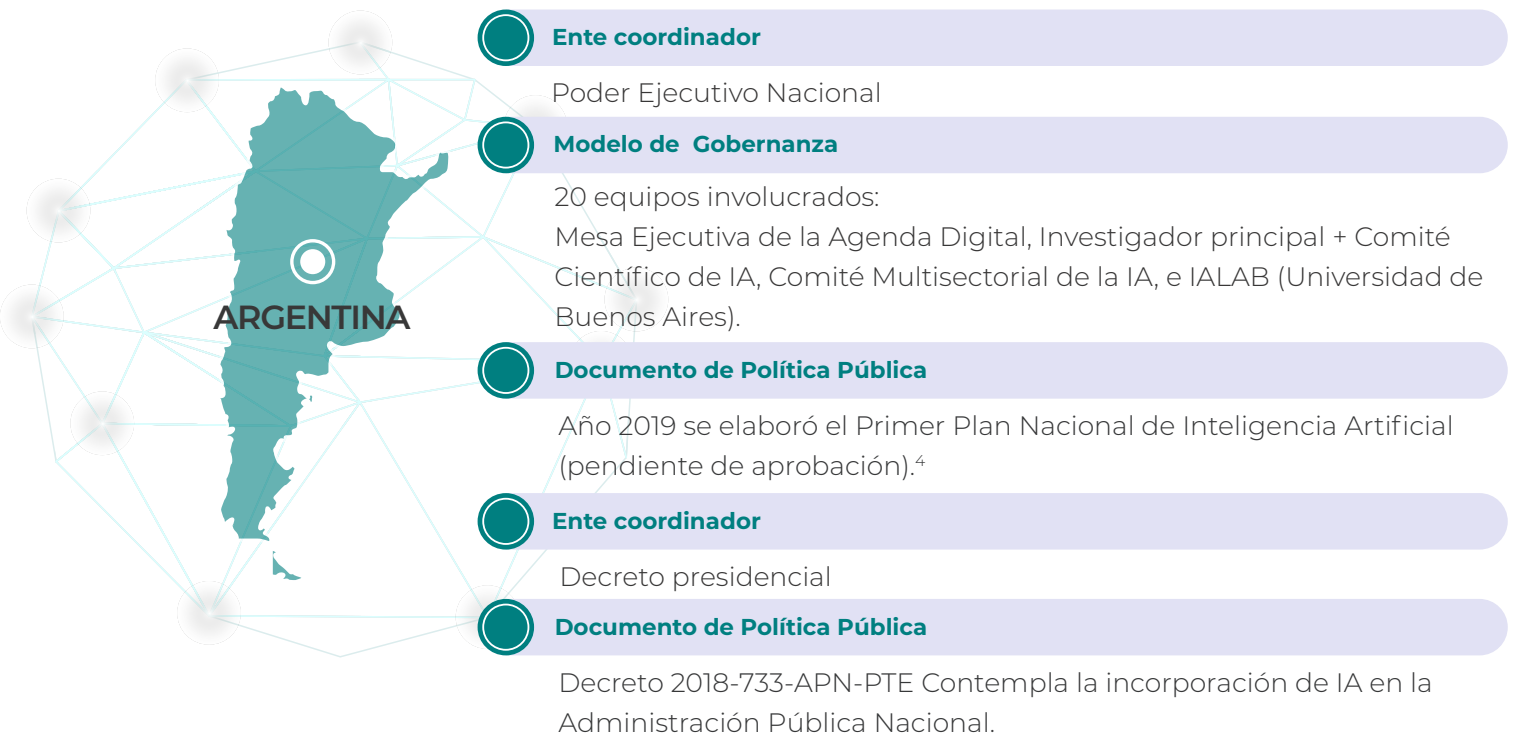 ARGENTINA
Ente coordinador
Poder Ejecutivo Nacional
Modelo de Gobernanza
20 equipos involucrados:
Mesa Ejecutiva de la Agenda Digital, Investigador principal + Comité
Científico de IA, Comité Multisectorial de la IA, e IALAB (Universidad de
Buenos Aires).
Documento de Política Pública
Año 2019 se elaboró el Primer Plan Nacional de Inteligencia Artificial
(pendiente de aprobación).⁴
Ente coordinador
Decreto presidencial
Documento de Política Pública
Decreto 2018-733-APN-PTE Contempla la incorporación de IA en la
Administración Pública Nacional.